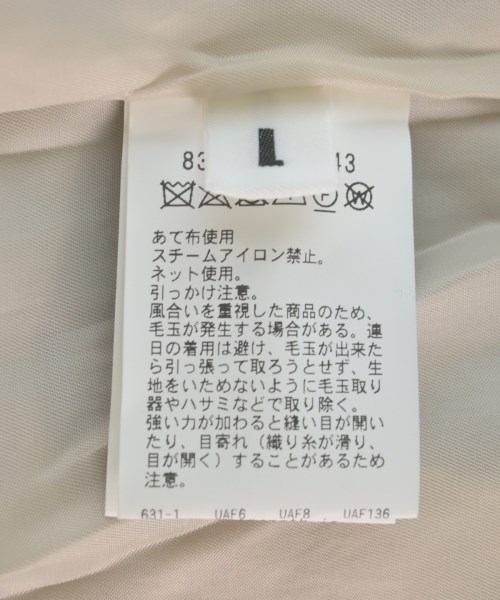 L
83
43
あて布使用
スチームアイロン禁止。
ネット使用。
引っかけ注意。
風合いを重視した商品のため、
毛玉が発生する場合がある。連
日の着用は避け、毛玉が出来た
ら引っ張って取ろうとせず、生
地をいためないように毛玉取り
器やハサミなどで取り除く。
強い力が加わると縫い目が開い
たり、目寄れ(織り糸が滑り、
目が開く)することがあるため
注意。
631-1 UAF6 UAF8 UAF136